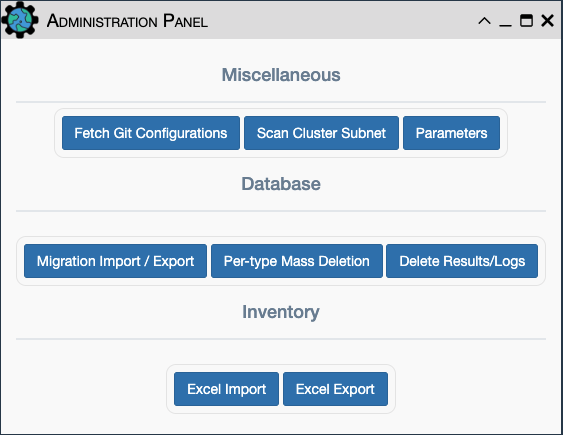 Administration Panel
Miscellaneous
Fetch Git Configurations Scan Cluster Subnet Parameters
Database
Migration Import / Export Per-type Mass Deletion Delete Results/Logs
Inventory
Excel Import Excel Export